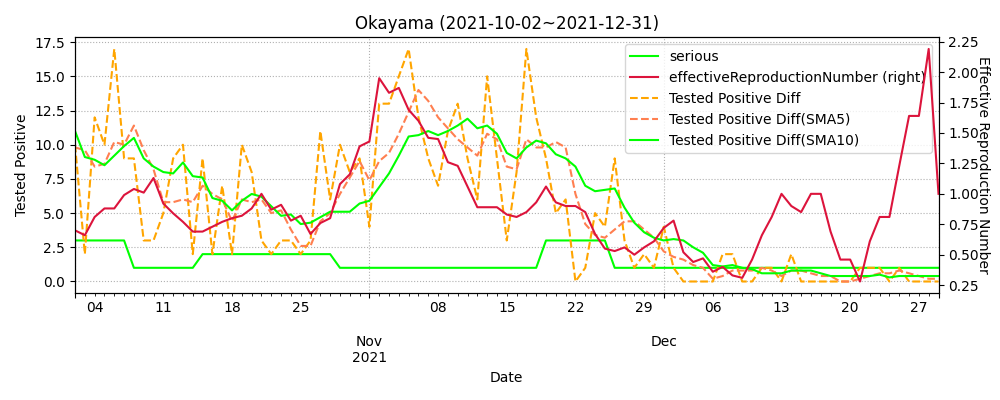 Okayama (2021-10-02~2021-12-31)
Tested Positive
17.5
15.0
12.5
10.0
7.5
5.0
2.5
0.0
serious
effectiveReproductionNumber (right)
Tested Positive Diff
Tested Positive Diff(SMA5)
Tested Positive Diff(SMA10)
2.25
2.00
1.75
1.50
1.25
1.00
0.75
0.50
0.25
Effective Reproduction Number
04 11 18 25 08 15 22 29 06 13 20 27
Nov Dec
2021
Date